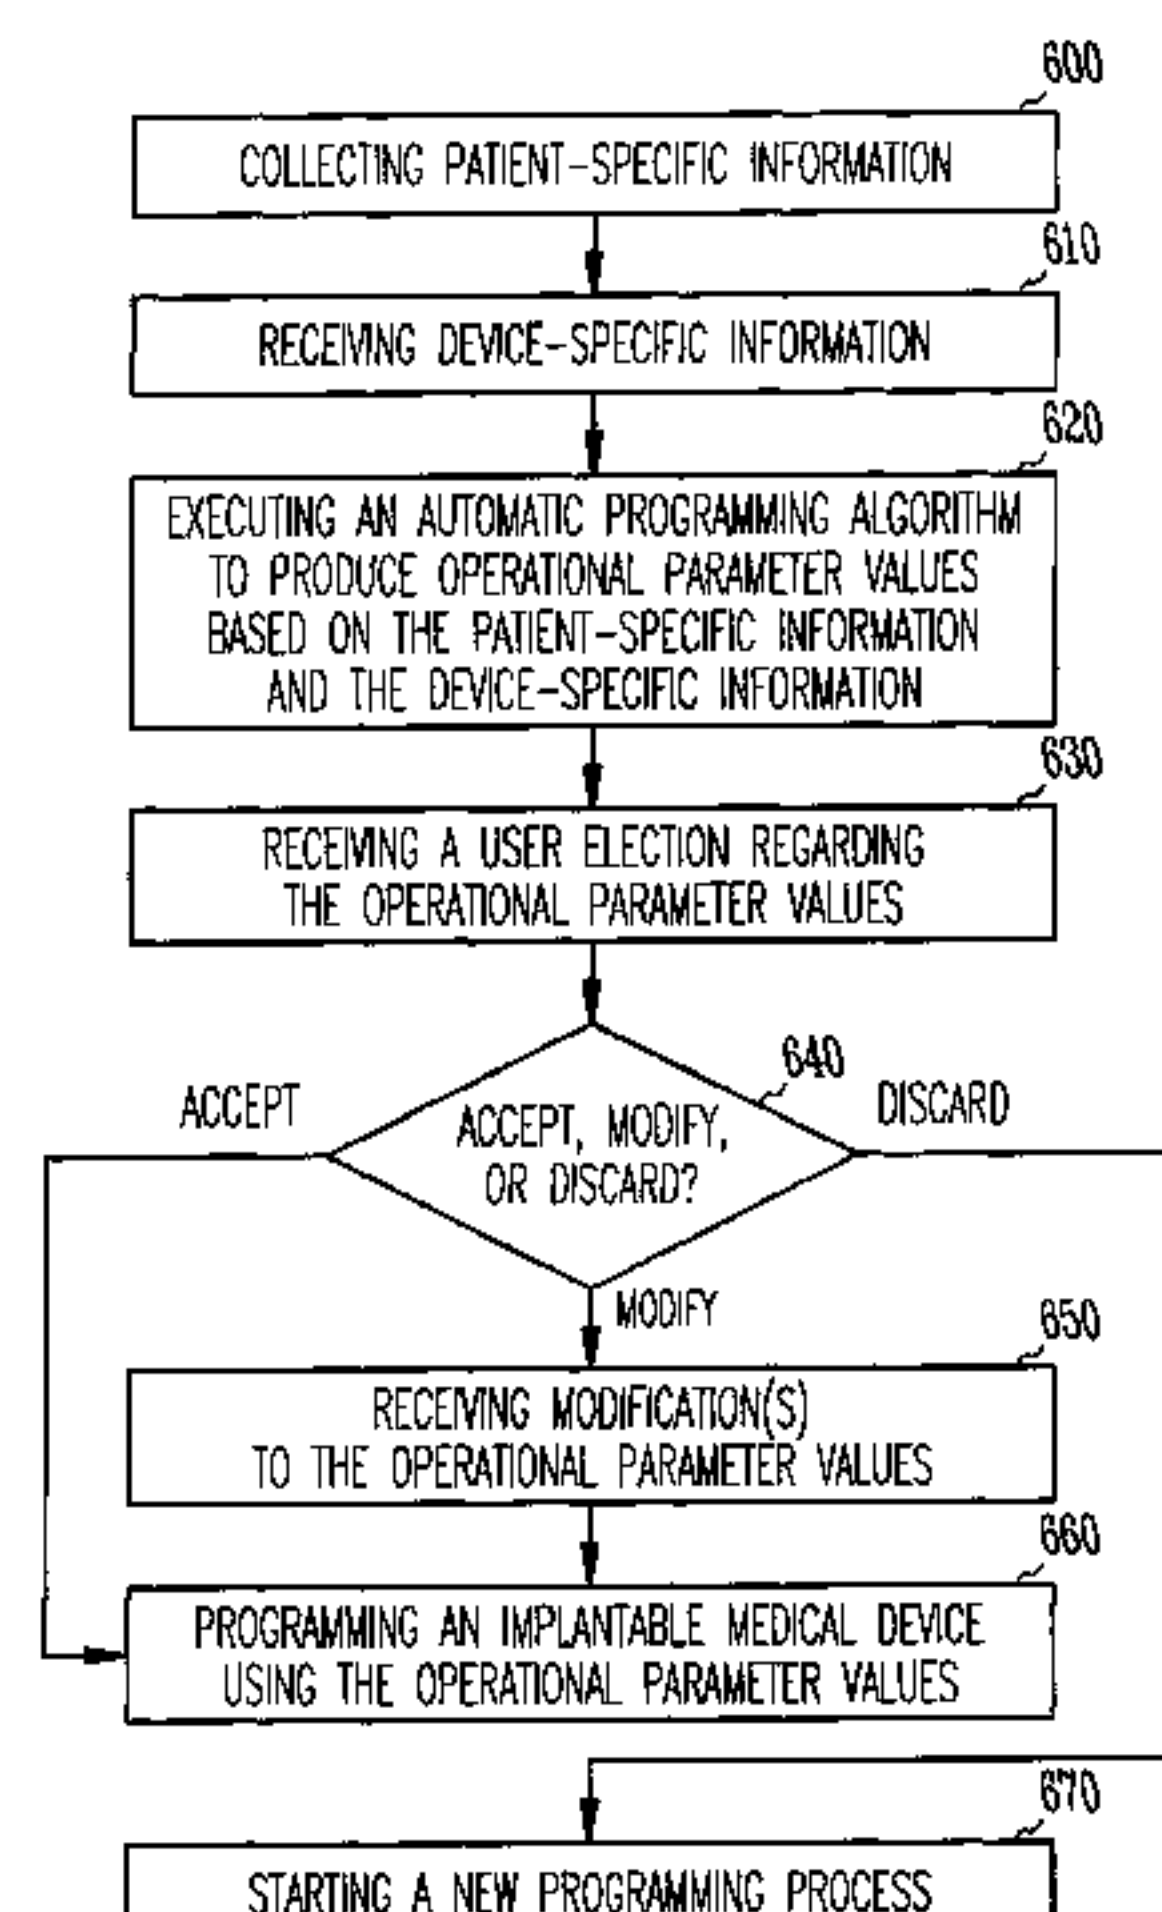 600
COLLECTING PATIENT-SPECIFIC INFORMATION
610
RECEIVING DEVICE-SPECIFIC INFORMATION
620
EXECUTING AN AUTOMATIC PROGRAMMING ALGORITHM
TO PRODUCE OPERATIONAL PARAMETER VALUES
BASED ON THE PATIENT-SPECIFIC INFORMATION
AND THE DEVICE-SPECIFIC INFORMATION
630
RECEIVING A USER ELECTION REGARDING
THE OPERATIONAL PARAMETER VALUES
640
ACCEPT
DISCARD
ACCEPT, MODIFY,
OR DISCARD?
MODIFY
650
RECEIVING MODIFICATION(S)
TO THE OPERATIONAL PARAMETER VALUES
660
PROGRAMMING AN IMPLANTABLE MEDICAL DEVICE
USING THE OPERATIONAL PARAMETER VALUES
670
STARTING A NEW PROGRAMMING PROCESS